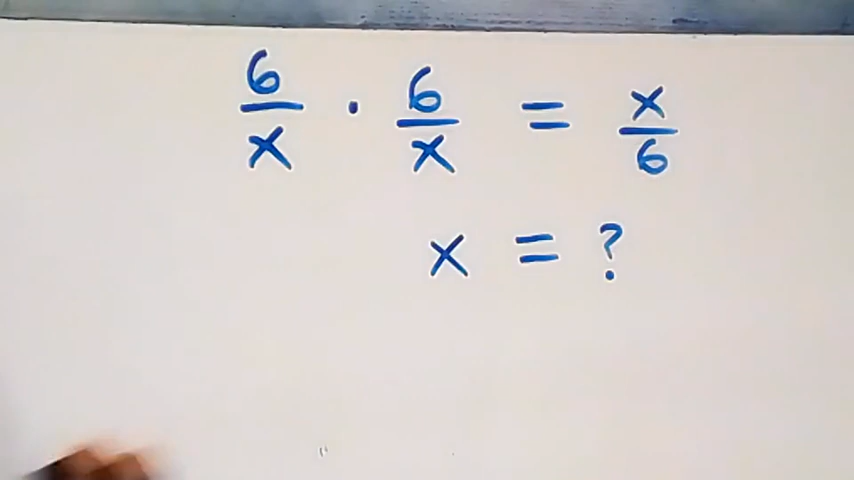 6/x · 6/x = x/6
x = ?